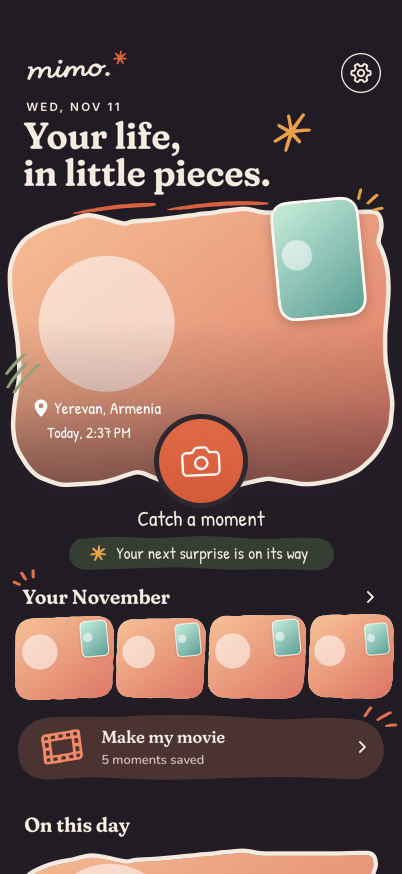 mimo.
WED, NOV 11
Your life,
in little pieces.
Yerevan, Armenia
Today, 2:37 PM
Catch a moment
Your next surprise is on its way
Your November
Make my movie
5 moments saved
On this day